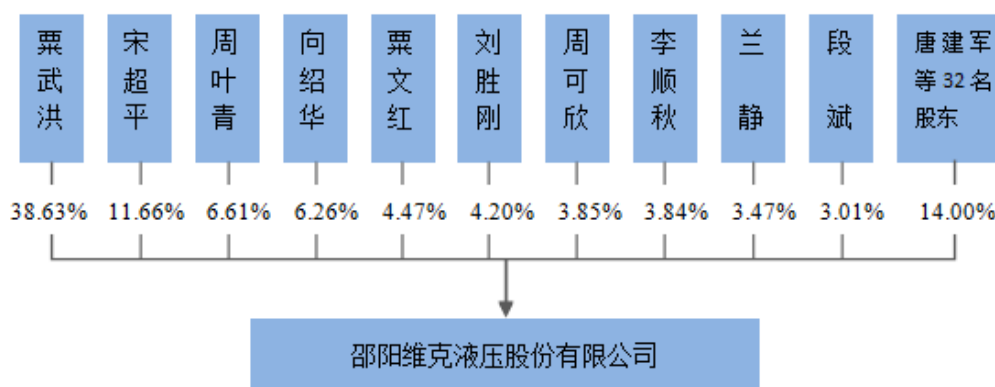 粟武洪
宋超平
周叶青
向绍华
粟文红
刘胜刚
周可欣
李顺秋
兰静
段斌
唐建军
等32名
股东
38.63%
11.66%
6.61%
6.26%
4.47%
4.20%
3.85%
3.84%
3.47%
3.01%
14.00%
邵阳维克液压股份有限公司